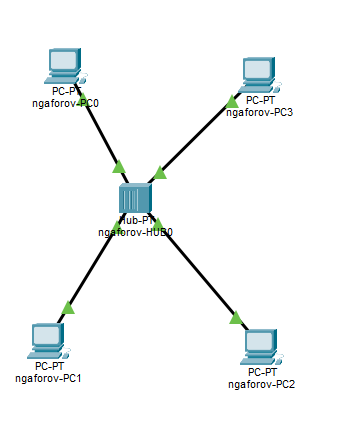 PC-PT
ngaforov-PC0
PC-PT
ngaforov-PC3
Hub-PT
ngaforov-HUB0
PC-PT
ngaforov-PC1
PC-PT
ngaforov-PC2